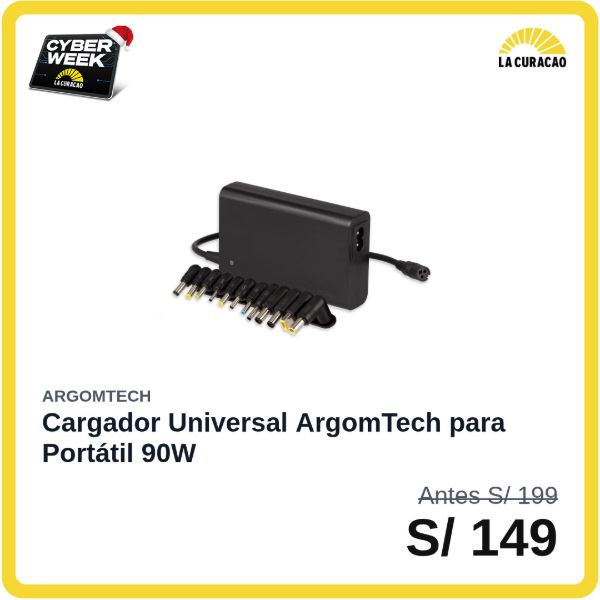 CYBER
WEEK
LA CURACAO
LA CURACAO
ARGOMTECH
Cargador Universal ArgomTech para
Portátil 90W
Antes S/ 199
S/ 149